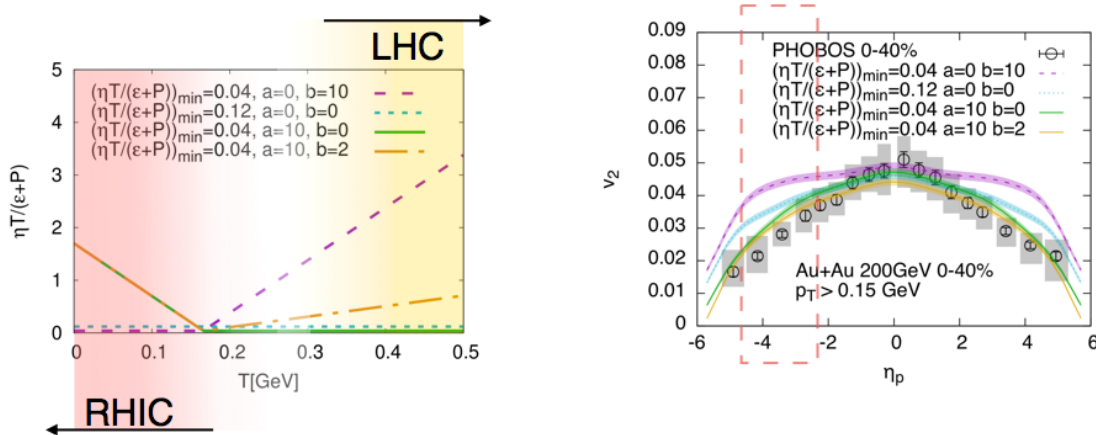 LHC
5
4
3
2
1
0
ηT/(ε+P)
(ηT/(ε+P))min=0.04, a=0, b=10
(ηT/(ε+P))min=0.12, a=0, b=0
(ηT/(ε+P))min=0.04, a=10, b=0
(ηT/(ε+P))min=0.04, a=10, b=2
0 0.1 0.2 0.3 0.4 0.5
T[GeV]
RHIC
0.09
0.08
0.07
0.06
0.05
0.04
0.03
0.02
0.01
0
v2
PHOBOS 0-40%
(ηT/(ε+P))min=0.04 a=0 b=10
(ηT/(ε+P))min=0.12 a=0 b=0
(ηT/(ε+P))min=0.04 a=10 b=0
(ηT/(ε+P))min=0.04 a=10 b=2
Au+Au 200GeV 0-40%
pT > 0.15 GeV
-6 -4 -2 0 2 4 6
ηp